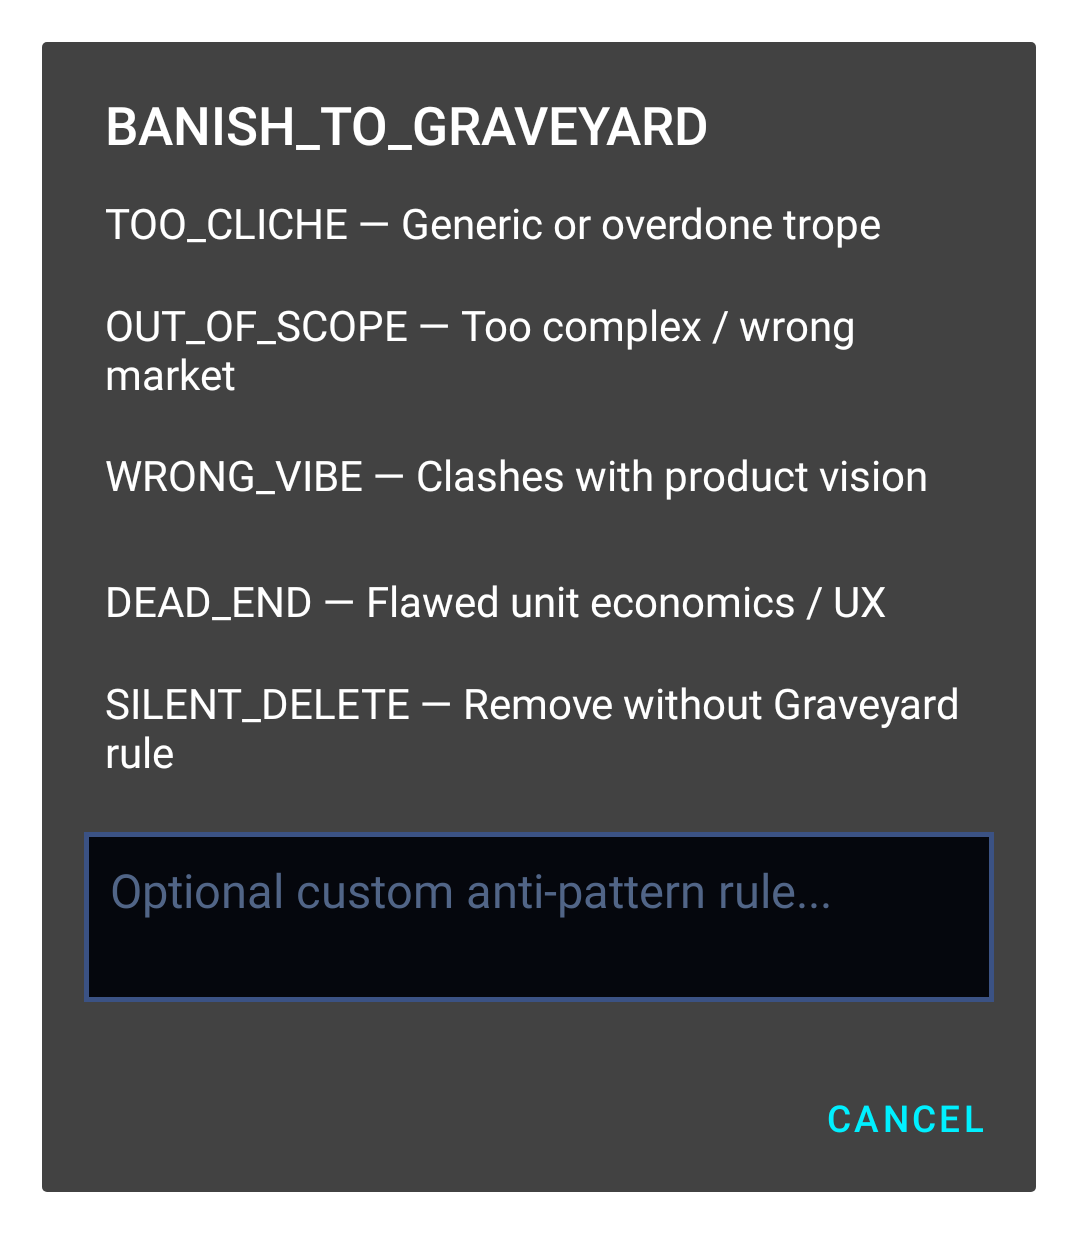 BANISH_TO_GRAVEYARD
TOO_CLICHE — Generic or overdone trope
OUT_OF_SCOPE — Too complex / wrong
market
WRONG_VIBE — Clashes with product vision
DEAD_END — Flawed unit economics / UX
SILENT_DELETE — Remove without Graveyard
rule
Optional custom anti-pattern rule...
CANCEL